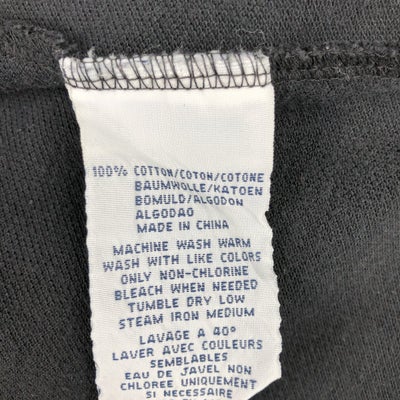 100% COTTON/COTON/COTONE
BAUMWOLLE/KATOEN
BOMULD/ALGODON
ALGODAO
MADE IN CHINA
MACHINE WASH WARM
WASH WITH LIKE COLORS
ONLY NON-CHLORINE
BLEACH WHEN NEEDED
TUMBLE DRY LOW
STEAM IRON MEDIUM
LAVAGE A 40°
LAVER AVEC COULEURS
SEMBLABLES
EAU DE JAVEL NON
CHLOREE UNIQUEMENT
SI NECESSAIRE